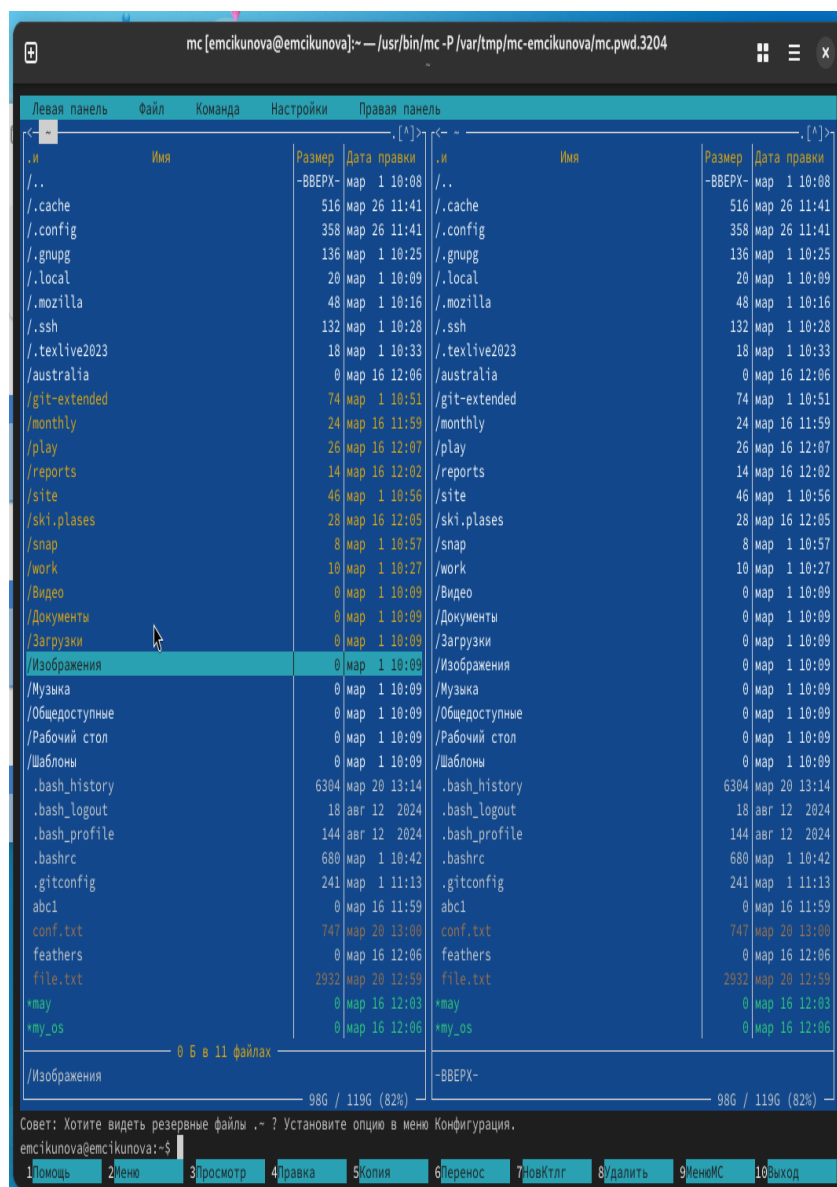 mc [emcikunova@emcikunova]:~ — /usr/bin/mc -P /var/tmp/mc-emcikunova/mc.pwd.3204
~
Левая панель Файл Команда Настройки Правая панель
<— ~ .[^]> <— ~ .[^]>
.и Имя Размер Дата правки .и Имя Размер Дата правки
/.. -ВВЕРХ- мар 1 10:08 /.. -ВВЕРХ- мар 1 10:08
/.cache 516 мар 26 11:41 /.cache 516 мар 26 11:41
/.config 358 мар 26 11:41 /.config 358 мар 26 11:41
/.gnupg 136 мар 1 10:25 /.gnupg 136 мар 1 10:25
/.local 20 мар 1 10:09 /.local 20 мар 1 10:09
/.mozilla 48 мар 1 10:16 /.mozilla 48 мар 1 10:16
/.ssh 132 мар 1 10:28 /.ssh 132 мар 1 10:28
/.texlive2023 18 мар 1 10:33 /.texlive2023 18 мар 1 10:33
/australia 0 мар 16 12:06 /australia 0 мар 16 12:06
/git-extended 74 мар 1 10:51 /git-extended 74 мар 1 10:51
/monthly 24 мар 16 11:59 /monthly 24 мар 16 11:59
/play 26 мар 16 12:07 /play 26 мар 16 12:07
/reports 14 мар 16 12:02 /reports 14 мар 16 12:02
/site 46 мар 1 10:56 /site 46 мар 1 10:56
/ski.plases 28 мар 16 12:05 /ski.plases 28 мар 16 12:05
/snap 8 мар 1 10:57 /snap 8 мар 1 10:57
/work 10 мар 1 10:27 /work 10 мар 1 10:27
/Видео 0 мар 1 10:09 /Видео 0 мар 1 10:09
/Документы 0 мар 1 10:09 /Документы 0 мар 1 10:09
/Загрузки 0 мар 1 10:09 /Загрузки 0 мар 1 10:09
/Изображения 0 мар 1 10:09 /Изображения 0 мар 1 10:09
/Музыка 0 мар 1 10:09 /Музыка 0 мар 1 10:09
/Общедоступные 0 мар 1 10:09 /Общедоступные 0 мар 1 10:09
/Рабочий стол 0 мар 1 10:09 /Рабочий стол 0 мар 1 10:09
/Шаблоны 0 мар 1 10:09 /Шаблоны 0 мар 1 10:09
.bash_history 6304 мар 20 13:14 .bash_history 6304 мар 20 13:14
.bash_logout 18 авг 12 2024 .bash_logout 18 авг 12 2024
.bash_profile 144 авг 12 2024 .bash_profile 144 авг 12 2024
.bashrc 680 мар 1 10:42 .bashrc 680 мар 1 10:42
.gitconfig 241 мар 1 11:13 .gitconfig 241 мар 1 11:13
abc1 0 мар 16 11:59 abc1 0 мар 16 11:59
conf.txt 747 мар 20 13:00 conf.txt 747 мар 20 13:00
feathers 0 мар 16 12:06 feathers 0 мар 16 12:06
file.txt 2932 мар 20 12:59 file.txt 2932 мар 20 12:59
*may 0 мар 16 12:03 *may 0 мар 16 12:03
*my_os 0 мар 16 12:06 *my_os 0 мар 16 12:06
0 Б в 11 файлах
/Изображения -ВВЕРХ-
98G / 119G (82%) 98G / 119G (82%)
Совет: Хотите видеть резервные файлы .~ ? Установите опцию в меню Конфигурация.
emcikunova@emcikunova:~$
1Помощь 2Меню 3Просмотр 4Правка 5Копия 6Перенос 7НовКтлг 8Удалить 9МенюMC 10Выход